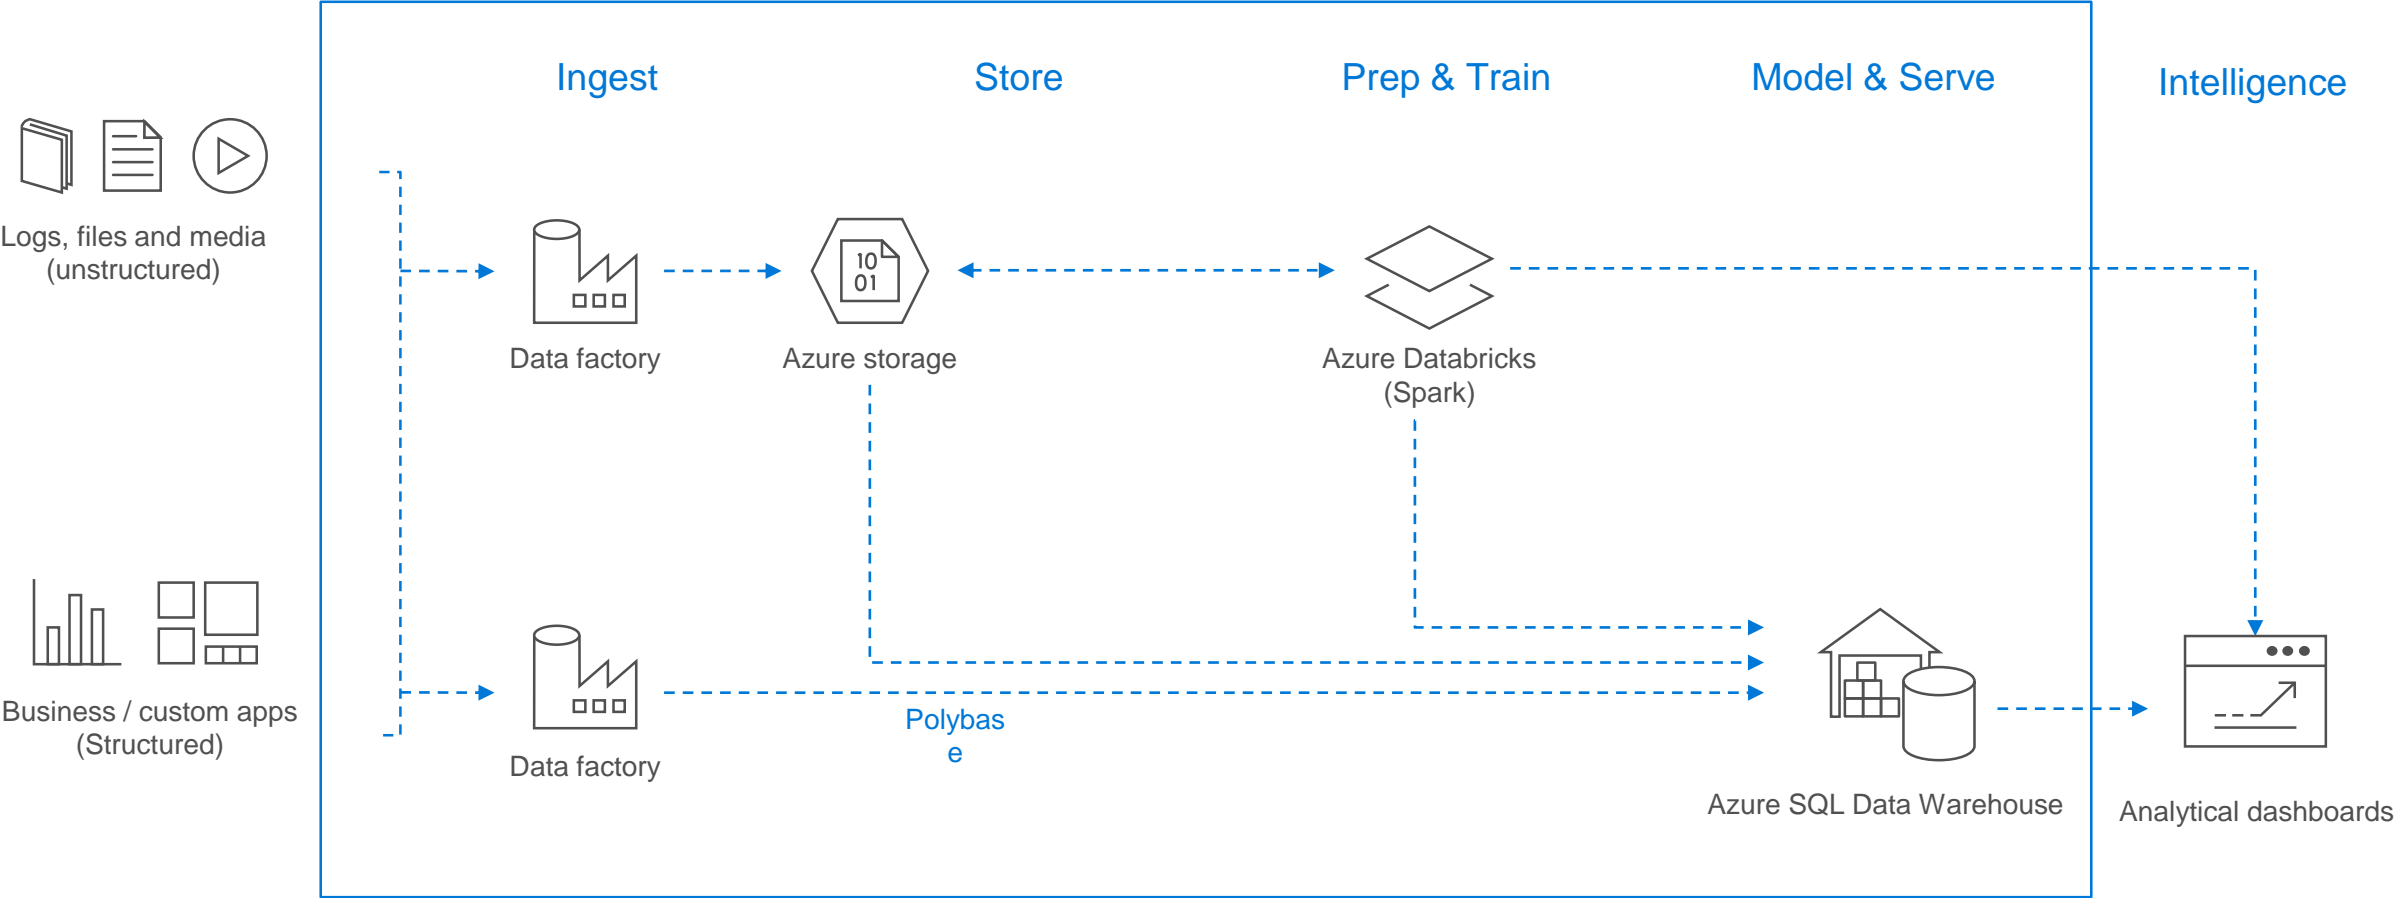 Ingest
Store
Prep & Train
Model & Serve
Intelligence
Logs, files and media
(unstructured)
10
01
Data factory
Azure storage
Azure Databricks
(Spark)
Business / custom apps
(Structured)
Data factory
Polybas
e
Azure SQL Data Warehouse
Analytical dashboards